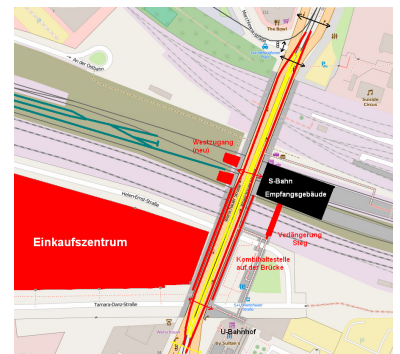 The Bowl
An der Ostbahn
Suicide
Circus
Westzugang
(neu)
S-Bahn
Empfangsgebäude
Helen-Ernst-Straße
Verlängerung
Steg
Einkaufszentrum
Kombihaltestelle
auf der Brücke
Tamara-Danz-Straße
U-Bahnhof